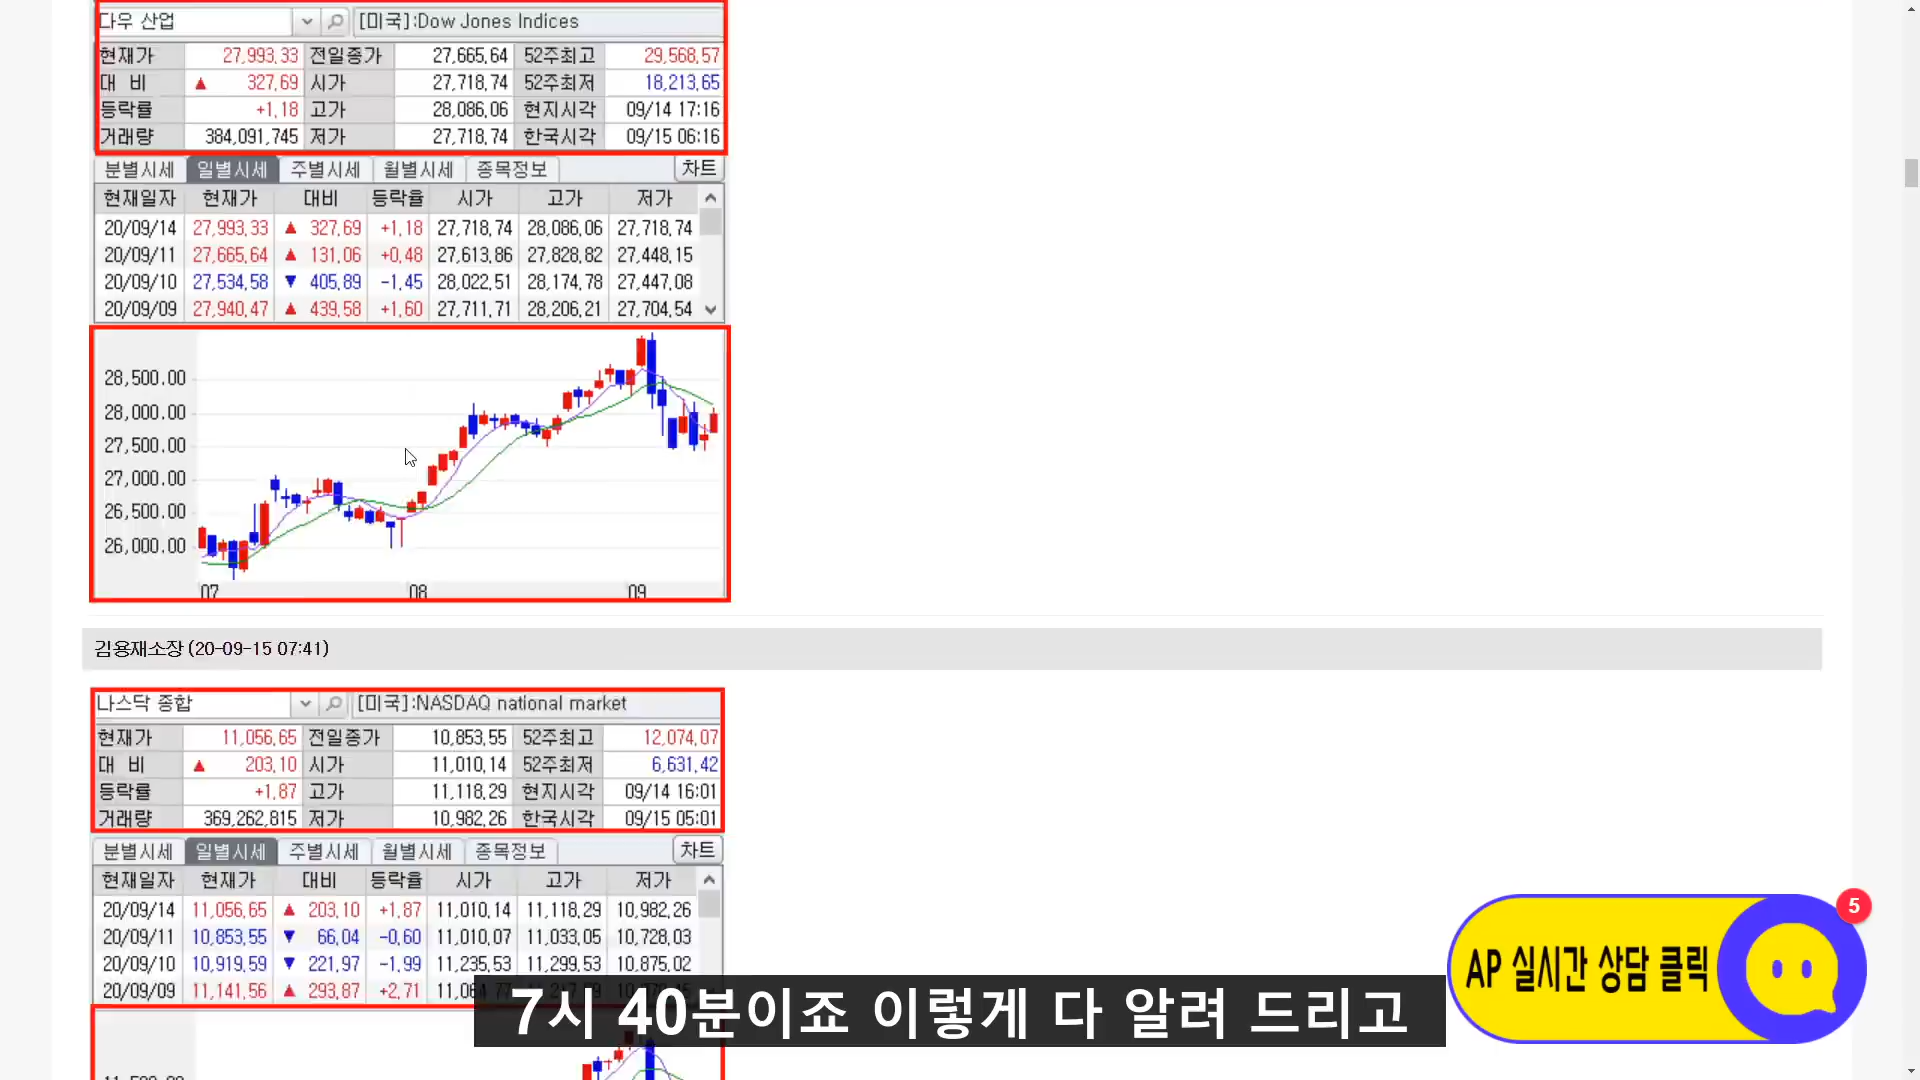 다우 산업 [미국]:Dow Jones Indices
현재가 27,993,33 전일종가 27,665,64 52주최고 29,568,57
대 비 ▲ 327,69 시가 27,718,74 52주최저 18,213,65
등락률 +1,18 고가 28,086,06 현지시각 09/14 17:16
거래량 384,091,745 저가 27,718,74 한국시각 09/15 06:16
분별시세 일별시세 주별시세 월별시세 종목정보 차트
현재일자 현재가 대비 등락율 시가 고가 저가
20/09/14 27,993,33 ▲ 327,69 +1,18 27,718,74 28,086,06 27,718,74
20/09/11 27,665,64 ▲ 131,06 +0,48 27,613,86 27,828,82 27,448,15
20/09/10 27,534,58 ▼ 405,89 -1,45 28,022,51 28,174,78 27,447,08
20/09/09 27,940,47 ▲ 439,58 +1,60 27,711,71 28,206,21 27,704,54
28,500.00
28,000.00
27,500.00
27,000.00
26,500.00
26,000.00
07 08 09
김용재소장 (20-09-15 07:41)
나스닥 종합 [미국]:NASDAQ national market
현재가 11,056,65 전일종가 10,853,55 52주최고 12,074,07
대 비 ▲ 203,10 시가 11,010,14 52주최저 6,631,42
등락률 +1,87 고가 11,118,29 현지시각 09/14 16:01
거래량 369,262,815 저가 10,982,26 한국시각 09/15 05:01
분별시세 일별시세 주별시세 월별시세 종목정보 차트
현재일자 현재가 대비 등락율 시가 고가 저가
20/09/14 11,056,65 ▲ 203,10 +1,87 11,010,14 11,118,29 10,982,26
20/09/11 10,853,55 ▼ 66,04 -0,60 11,010,07 11,033,05 10,728,03
20/09/10 10,919,59 ▼ 221,97 -1,99 11,235,53 11,299,53 10,875,02
20/09/09 11,141,56 ▲ 293,87 +2,71
5
AP 실시간 상담 클릭
7시 40분이죠 이렇게 다 알려 드리고